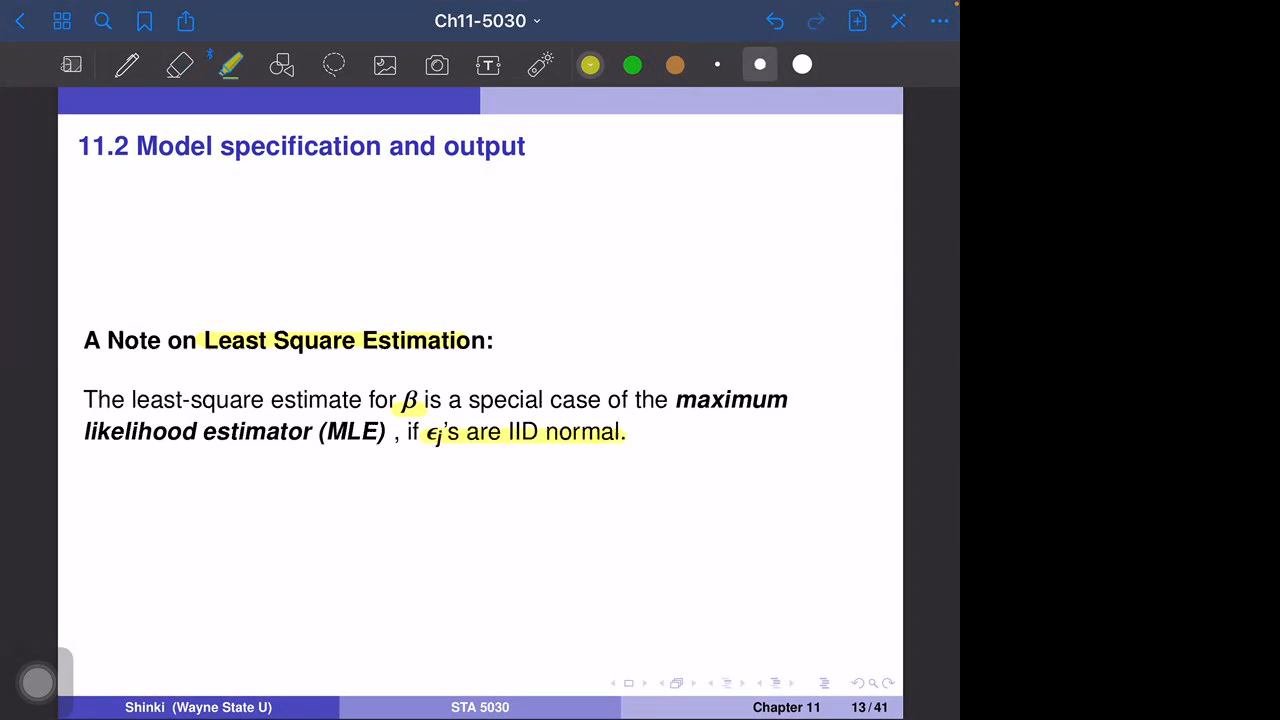 Ch11-5030
T
11.2 Model specification and output
A Note on Least Square Estimation:
The least-square estimate for β is a special case of the maximum
likelihood estimator (MLE) , if ϵj's are IID normal.
Shinki (Wayne State U) STA 5030 Chapter 11 13/41